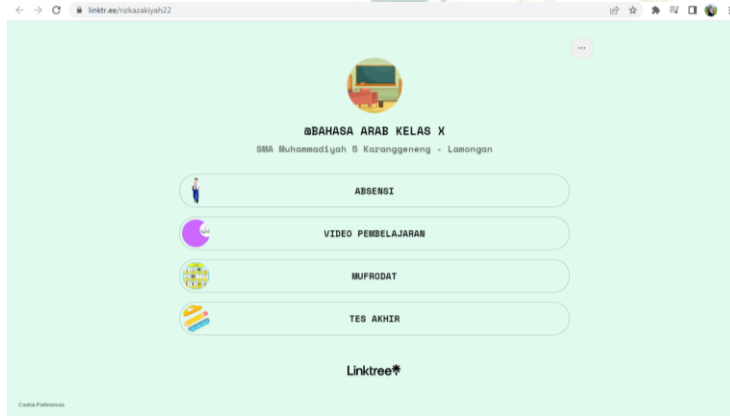 linktr.ee/rizkazakiyah22
@BAHASA ARAB KELAS X
SMA Muhammadiyah 5 Karanggeneng - Lamongan
ABSENSI
VIDEO PEMBELAJARAN
MUFRODAT
TES AKHIR
Linktree
Cookie Preferences